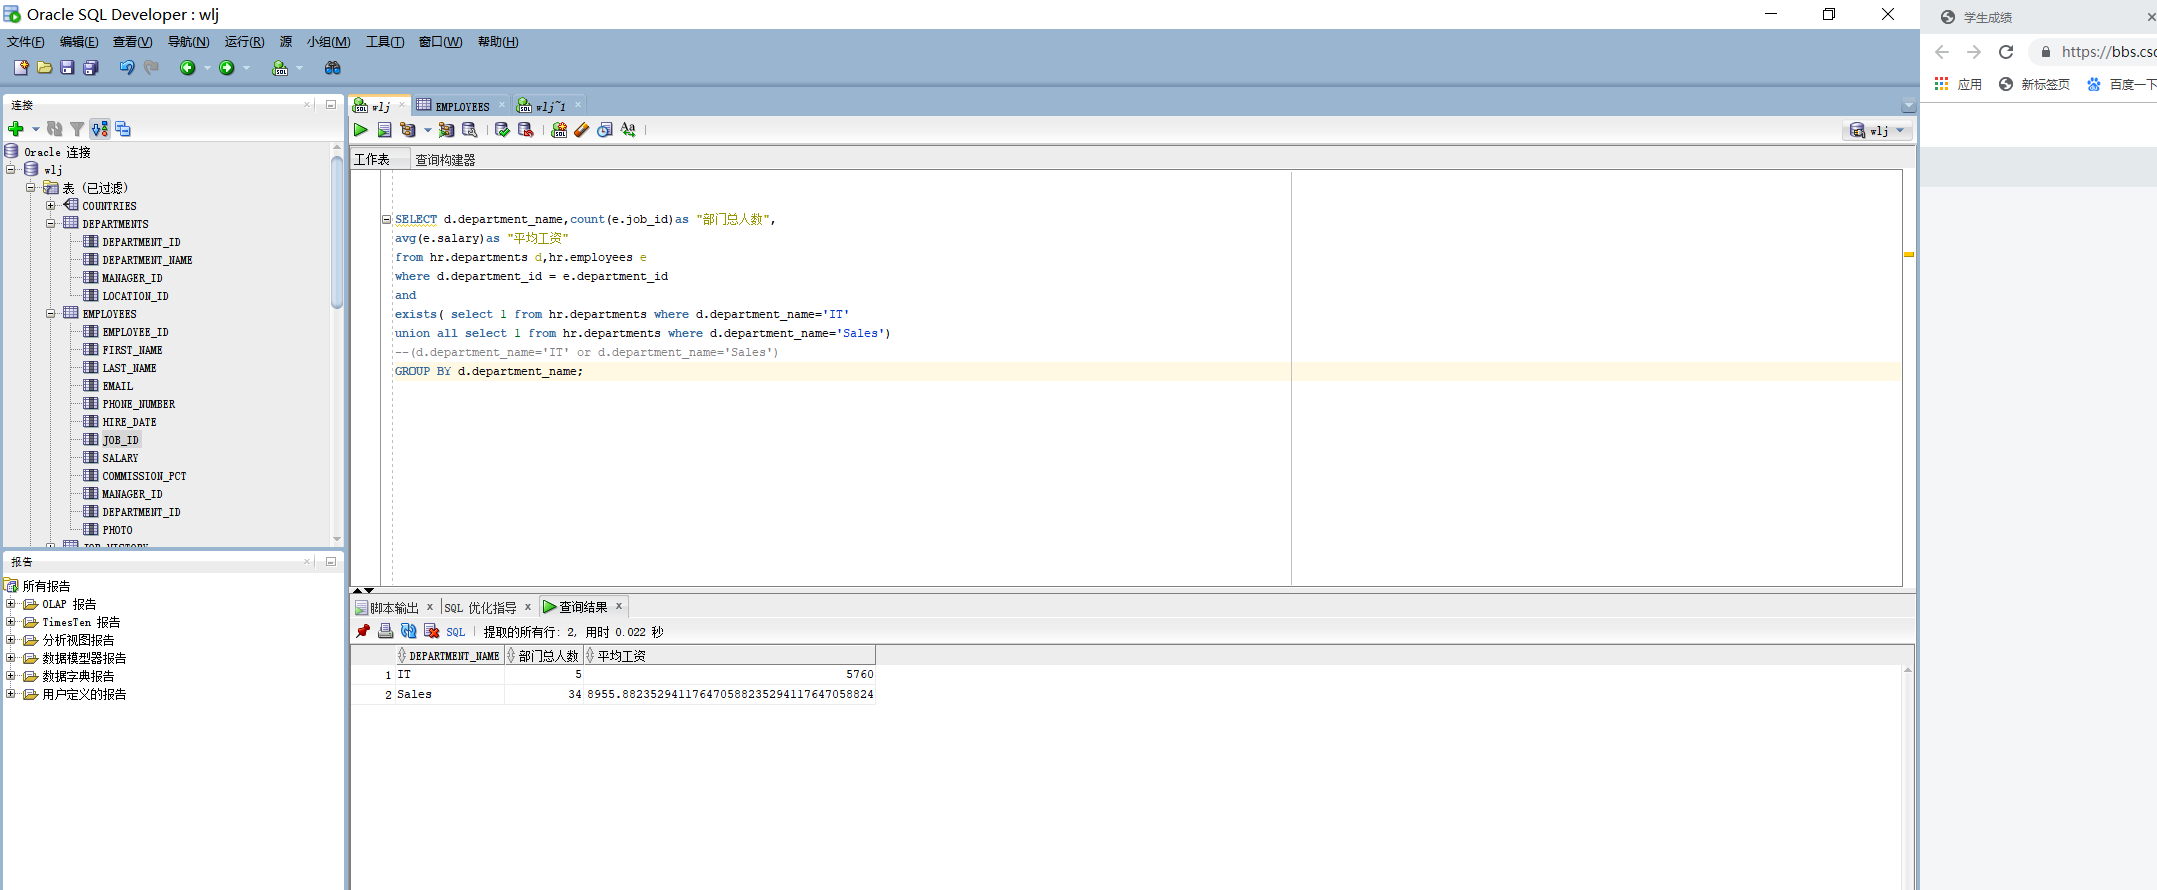 Oracle SQL Developer : wlj
文件(F) 编辑(E) 查看(V) 导航(N) 运行(R) 源 小组(M) 工具(T) 窗口(W) 帮助(H)
连接
Oracle 连接
wlj
表 (已过滤)
COUNTRIES
DEPARTMENTS
DEPARTMENT_ID
DEPARTMENT_NAME
MANAGER_ID
LOCATION_ID
EMPLOYEES
EMPLOYEE_ID
FIRST_NAME
LAST_NAME
EMAIL
PHONE_NUMBER
HIRE_DATE
JOB_ID
SALARY
COMMISSION_PCT
MANAGER_ID
DEPARTMENT_ID
PHOTO
JOB_HISTORY
报告
所有报告
OLAP 报告
TimesTen 报告
分析视图报告
数据模型器报告
数据字典报告
用户定义的报告
wlj EMPLOYEES wlj~1
wlj
工作表 查询构建器
SELECT d.department_name,count(e.job_id)as "部门总人数",
avg(e.salary)as "平均工资"
from hr.departments d,hr.employees e
where d.department_id = e.department_id
and
exists( select 1 from hr.departments where d.department_name='IT'
union all select 1 from hr.departments where d.department_name='Sales')
--(d.department_name='IT' or d.department_name='Sales')
GROUP BY d.department_name;
脚本输出 SQL 优化指导 查询结果
SQL 提取的所有行: 2, 用时 0.022 秒
DEPARTMENT_NAME 部门总人数 平均工资
1 IT 5 5760
2 Sales 34 8955.88235294117647058823529411764705​8824
学生成绩
https://bbs.csd
应用 新标签页 百度一下